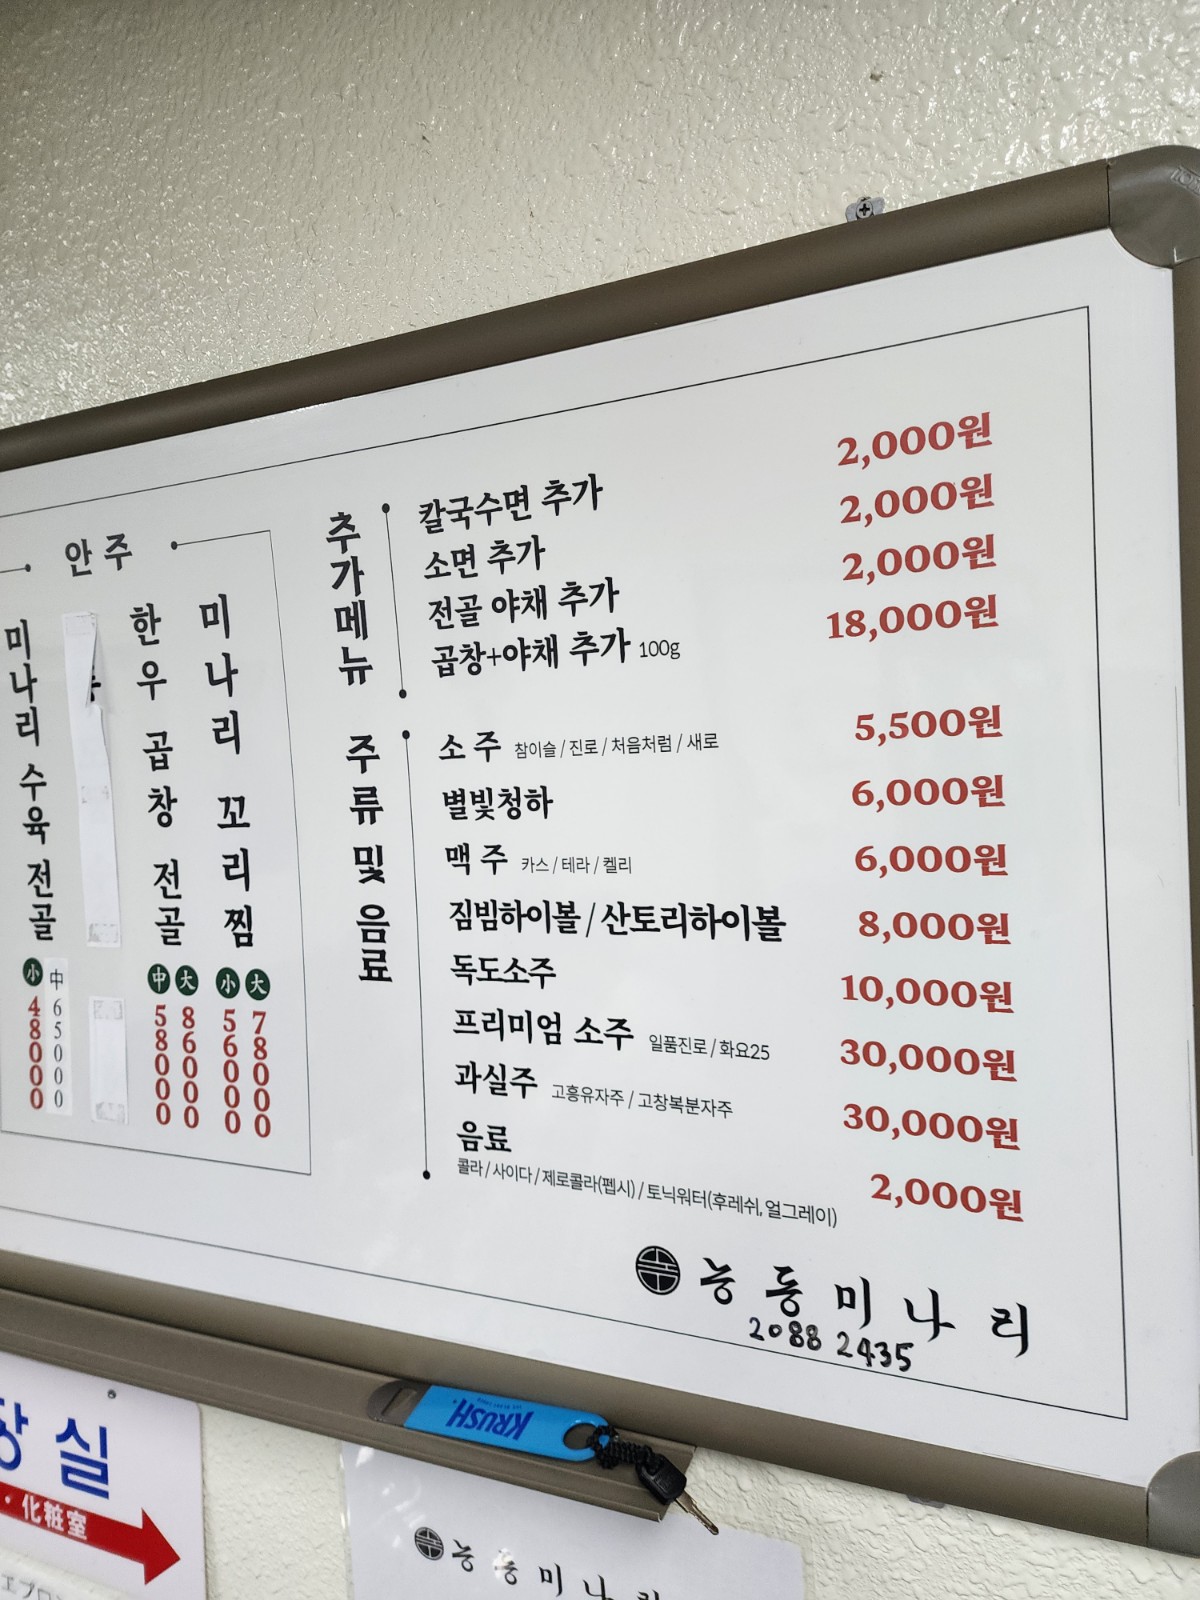 안주
미나리 수육 전골
小 48000
中 65000
한우 곱창 전골
中 58000
大 86000
미나리 꼬리찜
小 56000
大 78000
추가메뉴
칼국수면 추가 2,000원
소면 추가 2,000원
전골 야채 추가 2,000원
곱창+야채 추가 100g 18,000원
주류 및 음료
소주 참이슬 / 진로 / 처음처럼 / 새로 5,500원
별빛청하 6,000원
맥주 카스 / 테라 / 켈리 6,000원
짐빔하이볼 / 산토리하이볼 8,000원
독도소주 10,000원
프리미엄 소주 일품진로 / 화요25 30,000원
과실주 고흥유자주 / 고창복분자주 30,000원
음료 2,000원
콜라 / 사이다 / 제로콜라(펩시) / 토닉워터(후레쉬, 얼그레이)
능동미나리
2088 2435
KRUSH
장실
・化粧室
エプロン
능동미나리